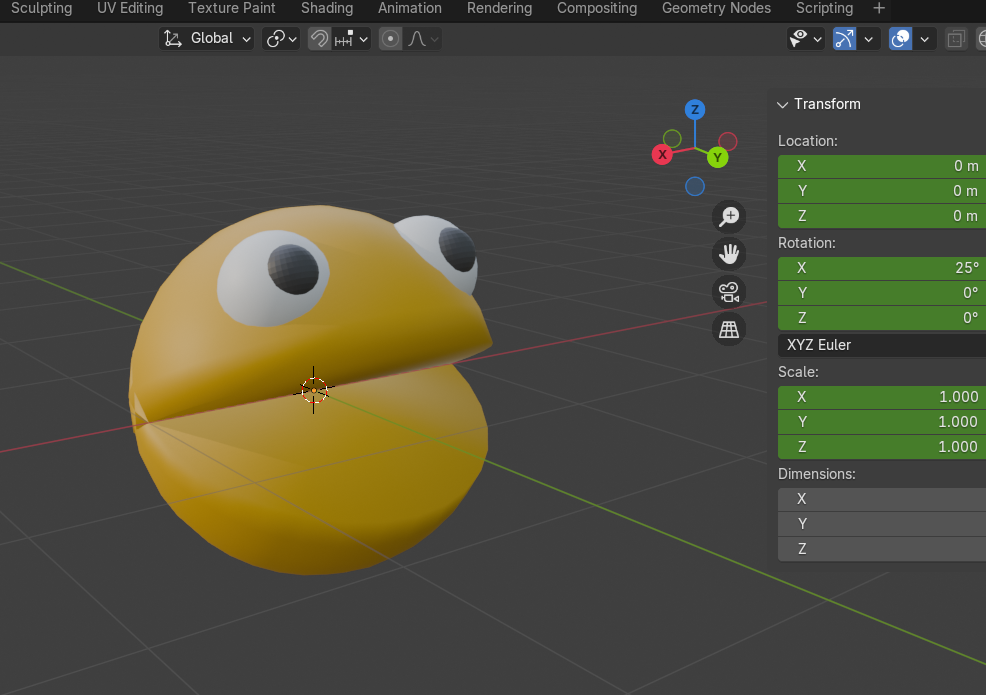 Sculpting UV Editing Texture Paint Shading Animation Rendering Compositing Geometry Nodes Scripting +
Global
Z
X
Y
Transform
Location:
X 0 m
Y 0 m
Z 0 m
Rotation:
X 25°
Y 0°
Z 0°
XYZ Euler
Scale:
X 1.000
Y 1.000
Z 1.000
Dimensions:
X
Y
Z